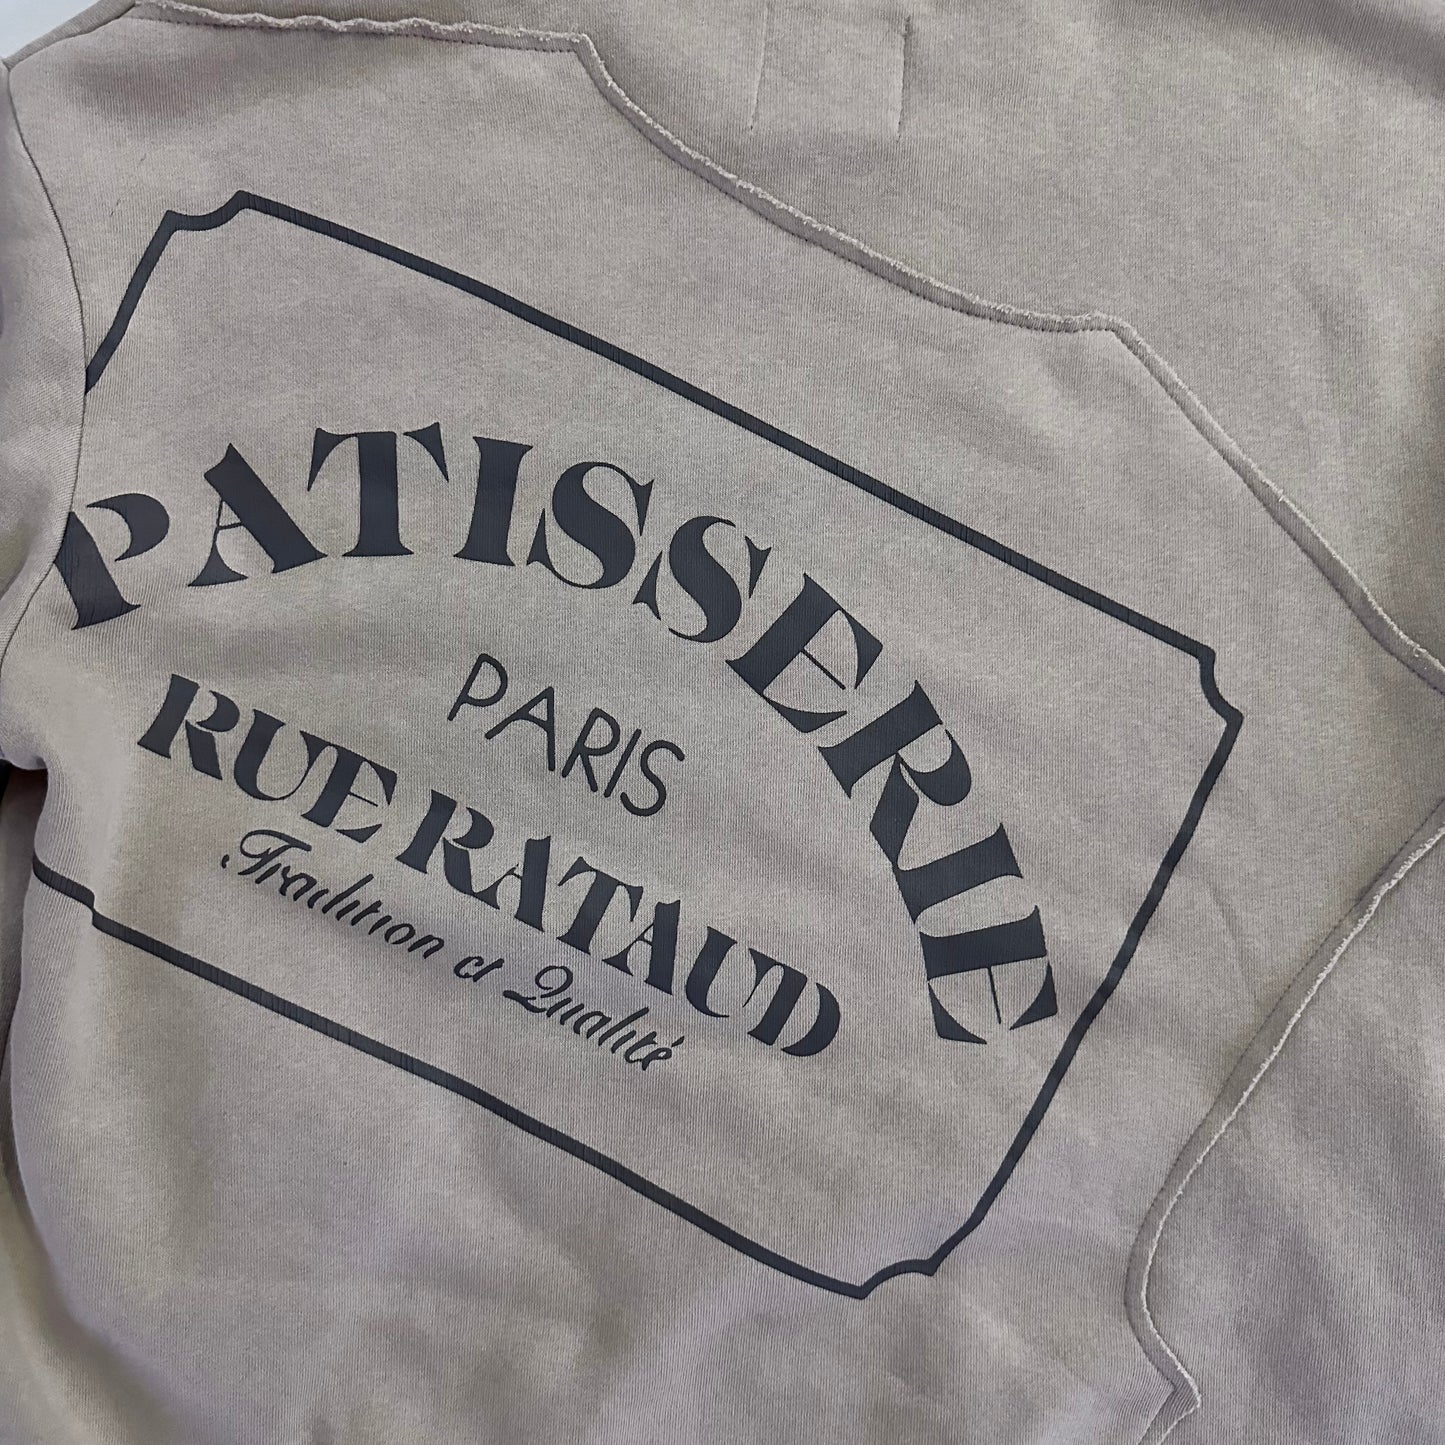 PATISSERIE
PARIS
RUE RATAUD
Tradition et Qualité